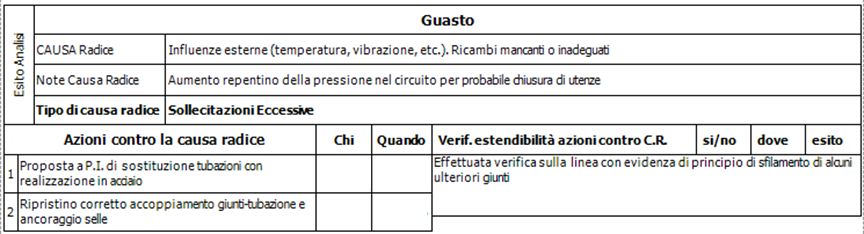 Guasto
Esito Analisi
CAUSA Radice Influenze esterne (temperatura, vibrazione, etc.). Ricambi mancanti o inadeguati
Note Causa Radice Aumento repentino della pressione nel circuito per probabile chiusura di utenze
Tipo di causa radice Sollecitazioni Eccessive
Azioni contro la causa radice Chi Quando Verif. estendibilità azioni contro C.R. si/no dove esito
1 Proposta a P.I. di sostituzione tubazioni con
realizzazione in acciaio
Effettuata verifica sulla linea con evidenza di principio di sfilamento di alcuni
ulteriori giunti
2 Ripristino corretto accoppiamento giunti-tubazione e
ancoraggio selle